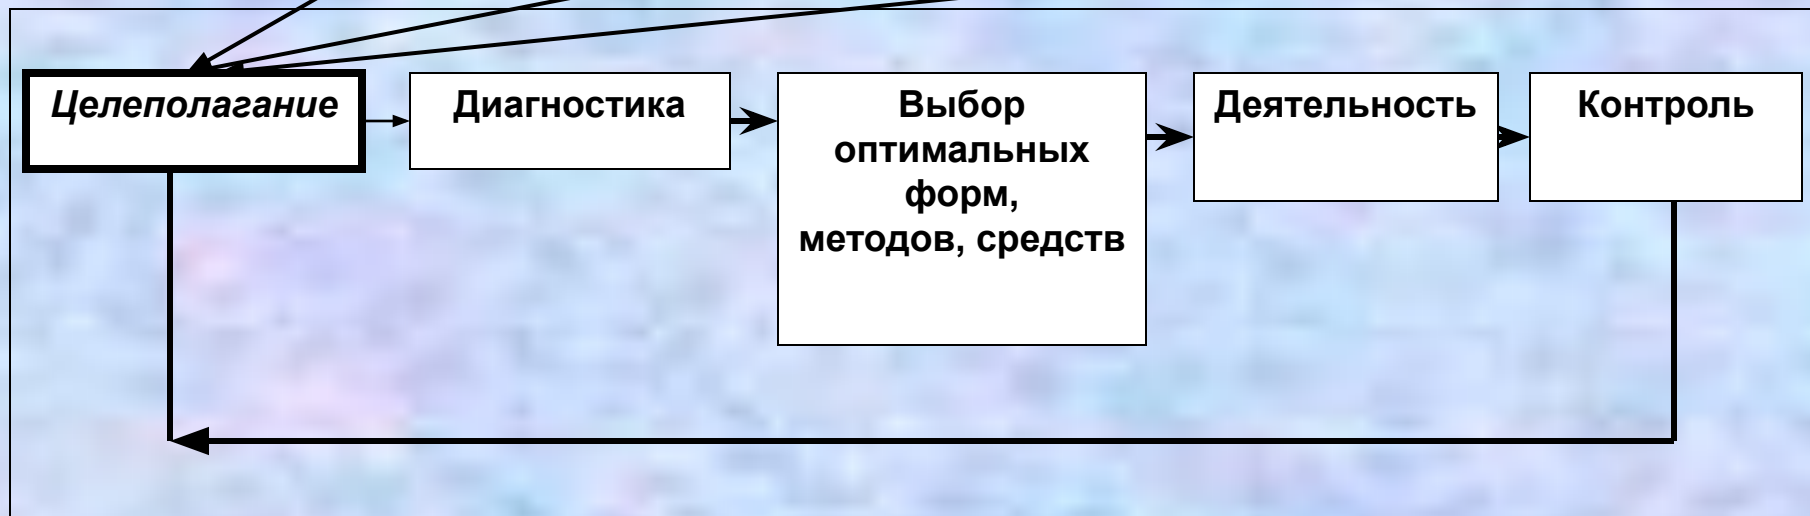 Целеполагание
Диагностика
Выбор
оптимальных
форм,
методов, средств
Деятельность
Контроль